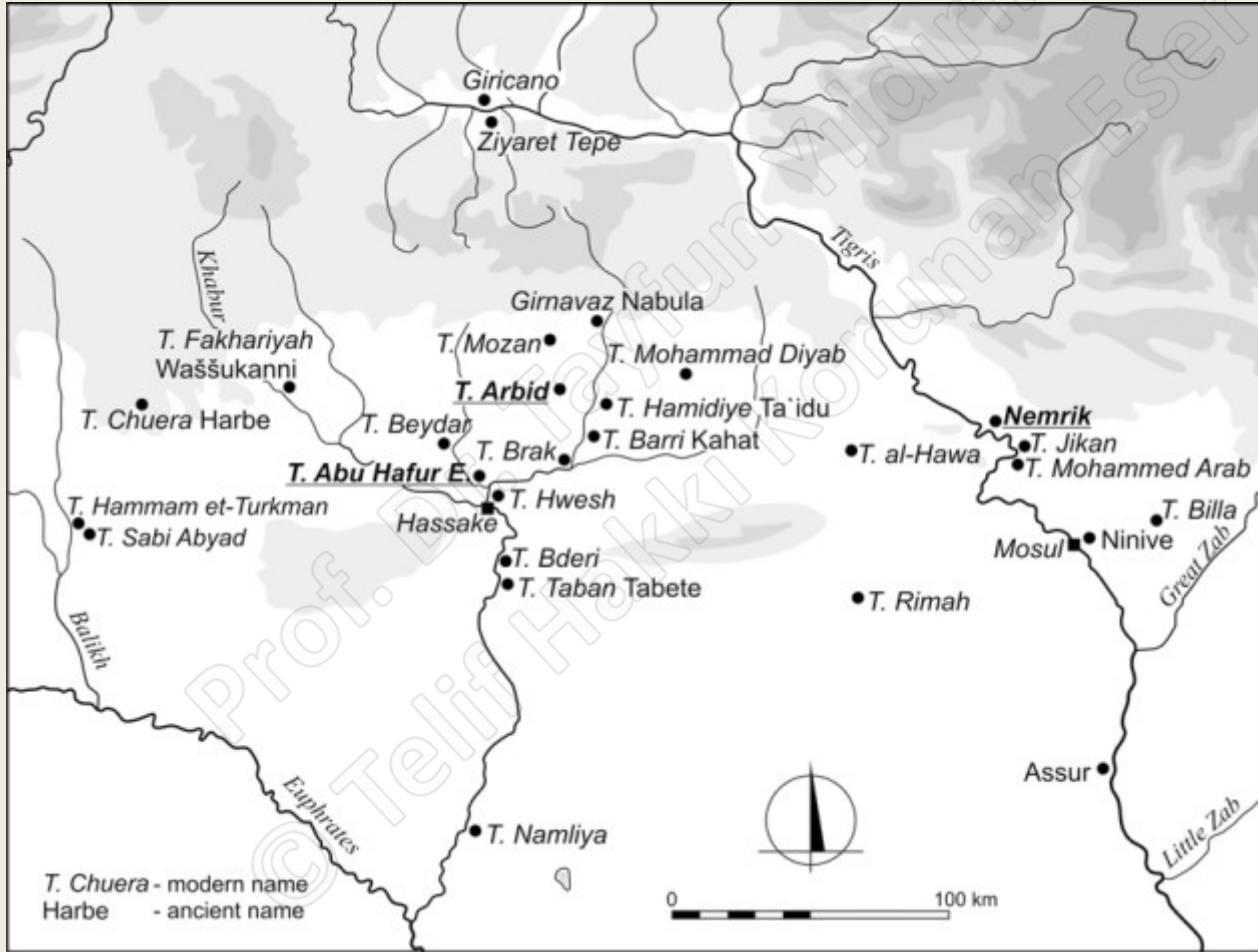 Giricano
Ziyaret Tepe
Khabur
Tigris
Girnavaz Nabula
T. Fakhariyah
Waššukanni
T. Mozan
T. Mohammad Diyab
T. Arbid
T. Chuera Harbe
T. Hamidiye Ta`idu
Nemrik
T. Beydar
T. Barri Kahat
T. Jikan
T. Brak
T. al-Hawa
T. Mohammed Arab
T. Abu Hafur E.
T. Hwesh
T. Hammam et-Turkman
Hassake
T. Billa
T. Sabi Abyad
Mosul
Ninive
T. Bderi
Great Zab
T. Taban Tabete
T. Rimah
Balikh
Assur
Euphrates
T. Namliya
Little Zab
T. Chuera - modern name
Harbe - ancient name
0 100 km
Prof. Dr. Tayfun Yıldırım
© Telif Hakkı Korunan Eser